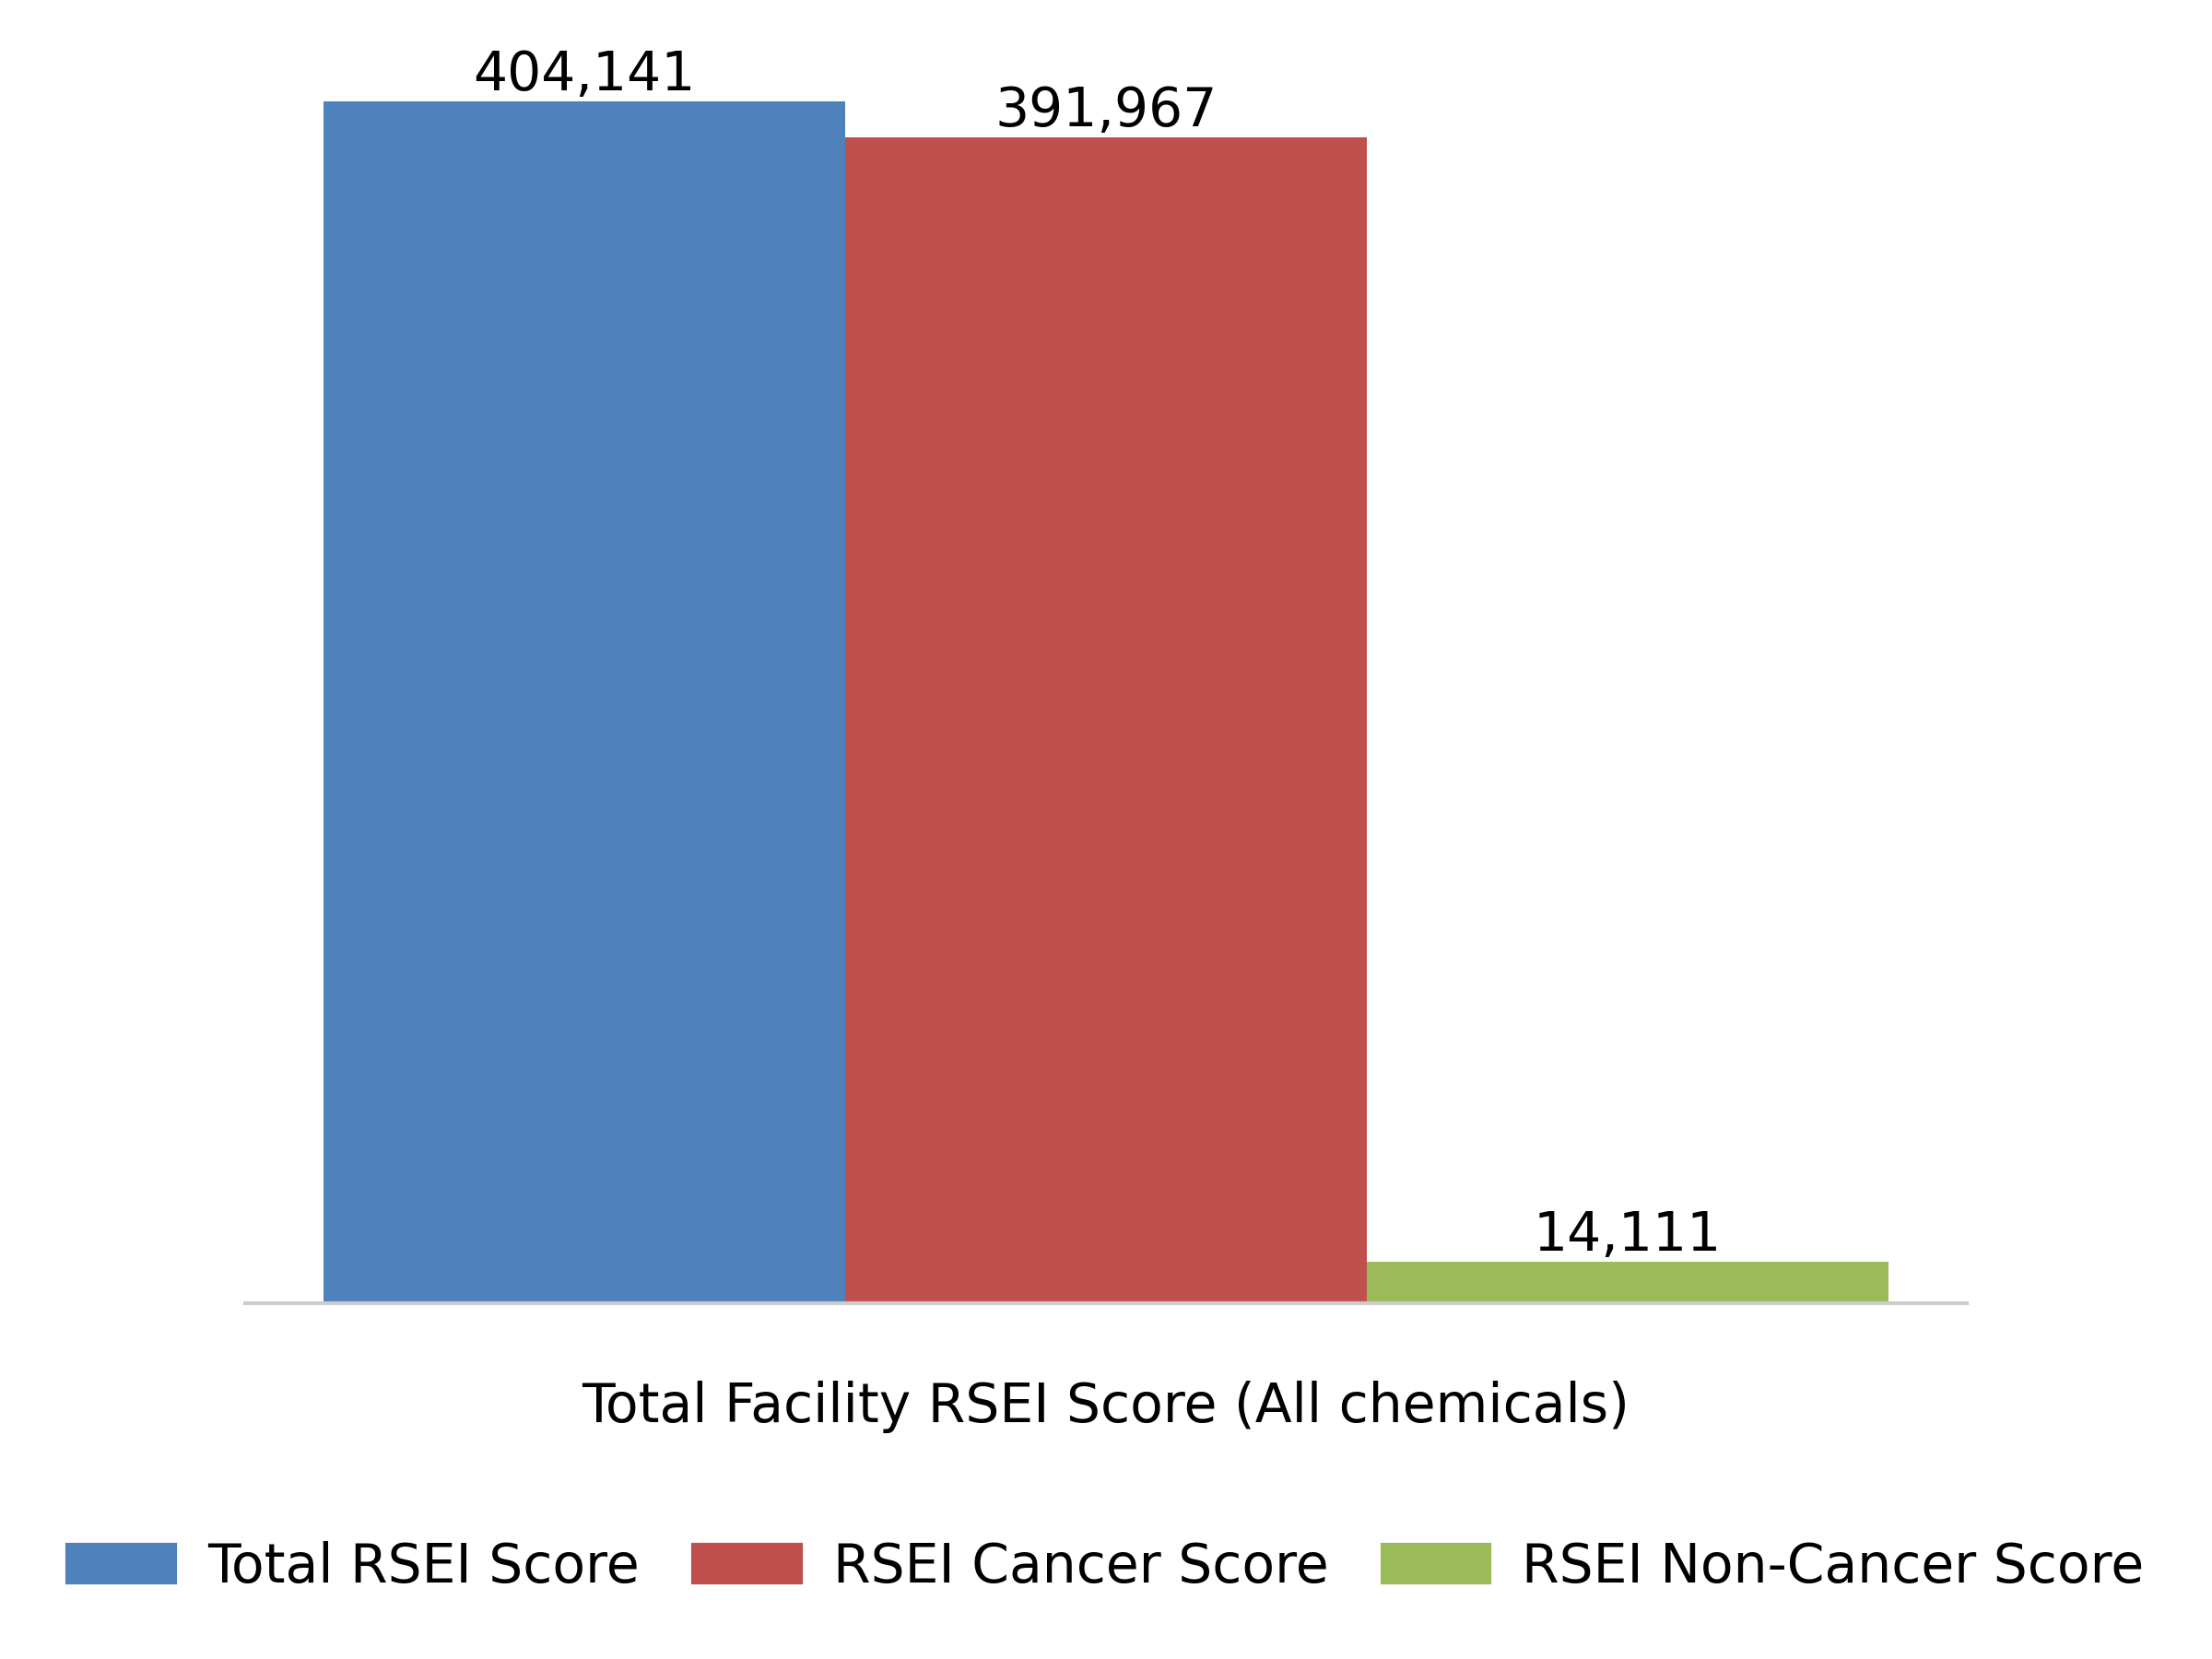 404,141
391,967
14,111
Total Facility RSEI Score (All chemicals)
Total RSEI Score RSEI Cancer Score RSEI Non-Cancer Score